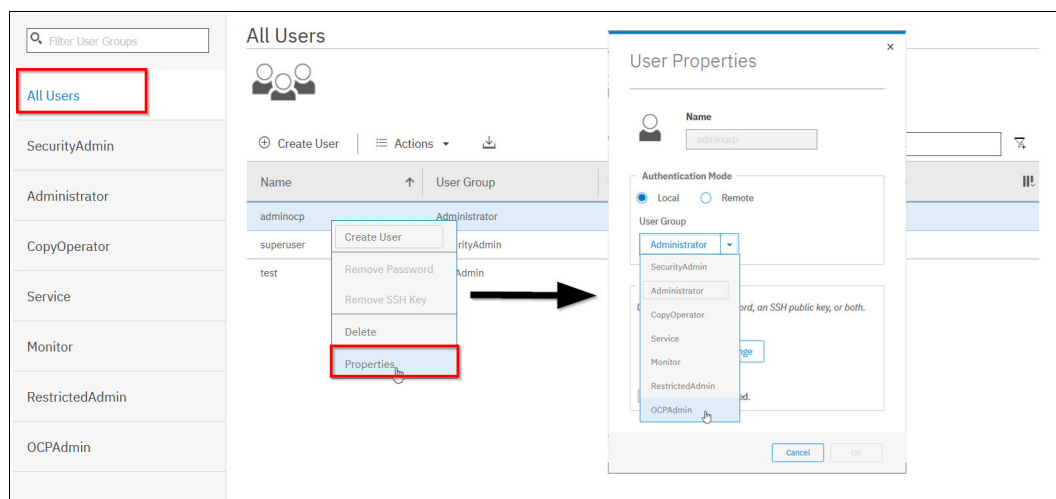 Filter User Groups
All Users
SecurityAdmin
Administrator
CopyOperator
Service
Monitor
RestrictedAdmin
OCPAdmin
All Users
Create User
Actions
Name
User Group
adminocp
Administrator
superuser
rityAdmin
test
Admin
Create User
Remove Password
Remove SSH Key
Delete
Properties
User Properties
Name
adminocp
Authentication Mode
Local
Remote
User Group
Administrator
SecurityAdmin
Administrator
CopyOperator
Service
Monitor
RestrictedAdmin
OCPAdmin
rd, an SSH public key, or both.
nge
ed.
Cancel
OK